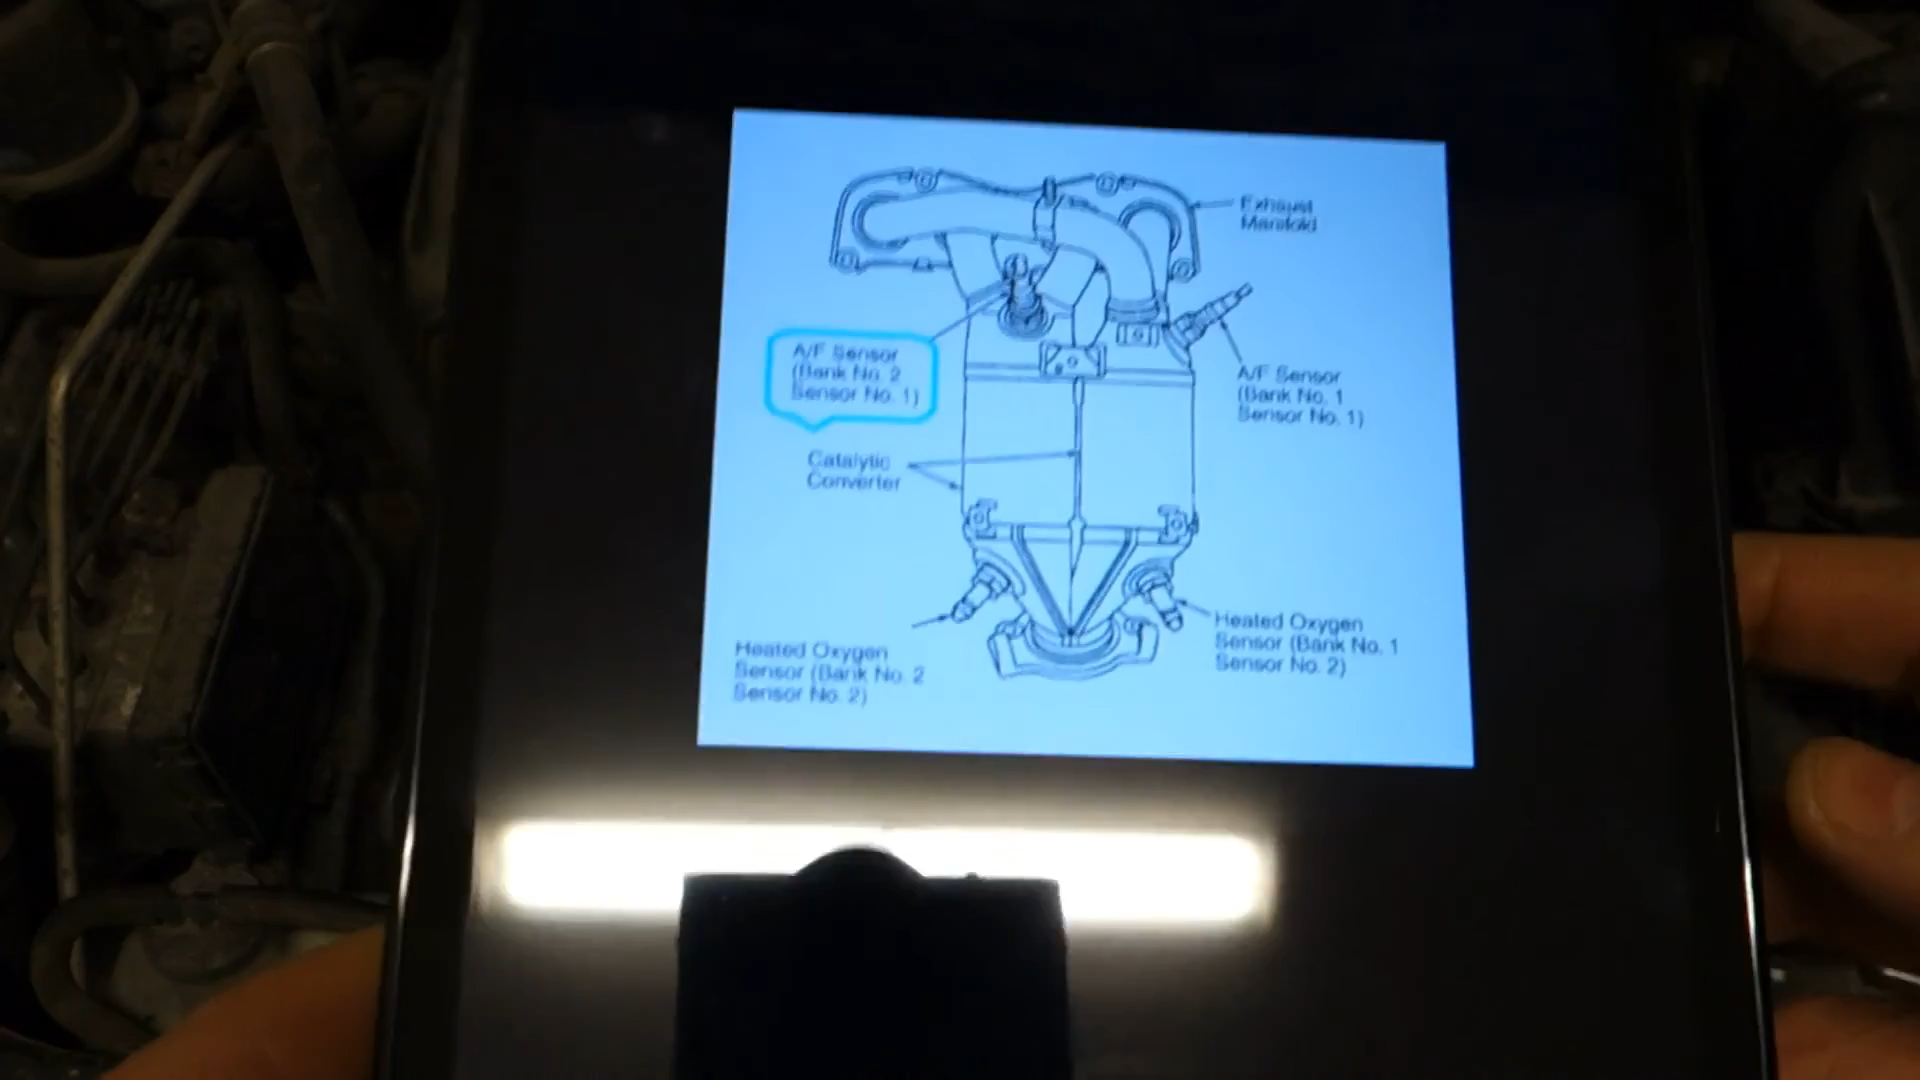 Exhaust
Manifold
A/F Sensor
(Bank No. 2
Sensor No. 1)
A/F Sensor
(Bank No. 1
Sensor No. 1)
Catalytic
Converter
Heated Oxygen
Sensor (Bank No. 1
Sensor No. 2)
Heated Oxygen
Sensor (Bank No. 2
Sensor No. 2)